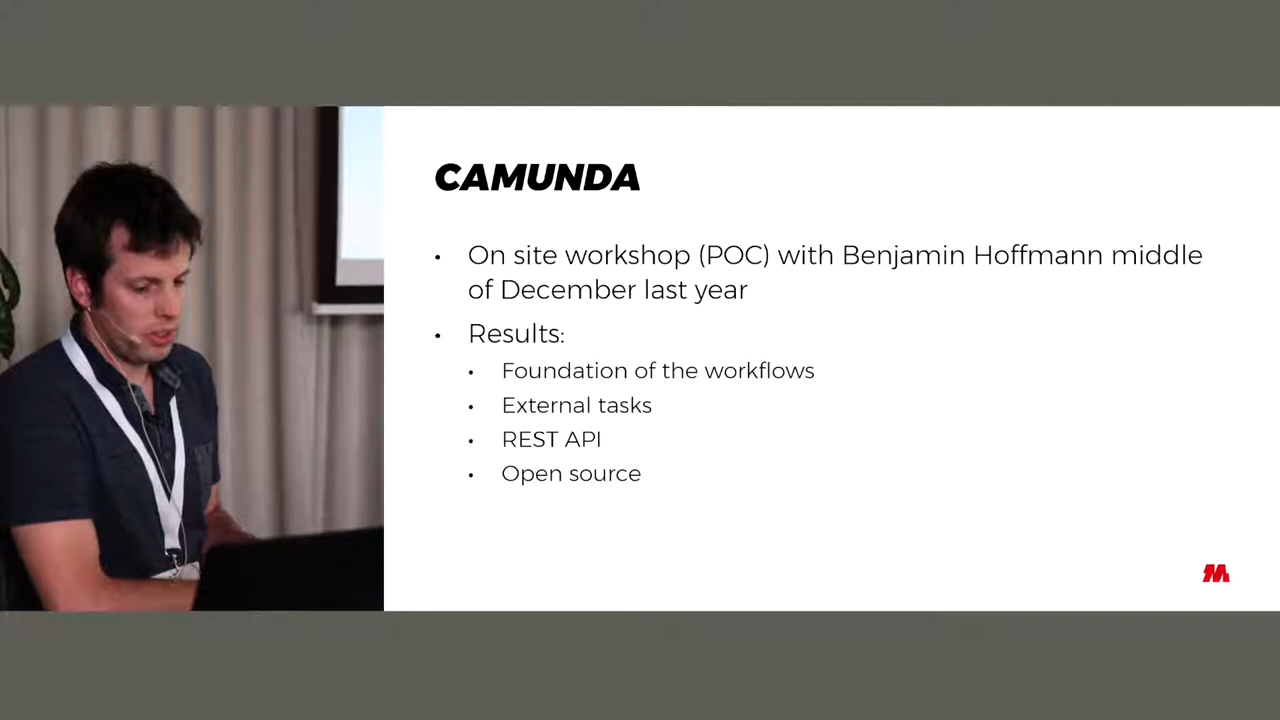 CAMUNDA
• On site workshop (POC) with Benjamin Hoffmann middle
of December last year
• Results:
• Foundation of the workflows
• External tasks
• REST API
• Open source